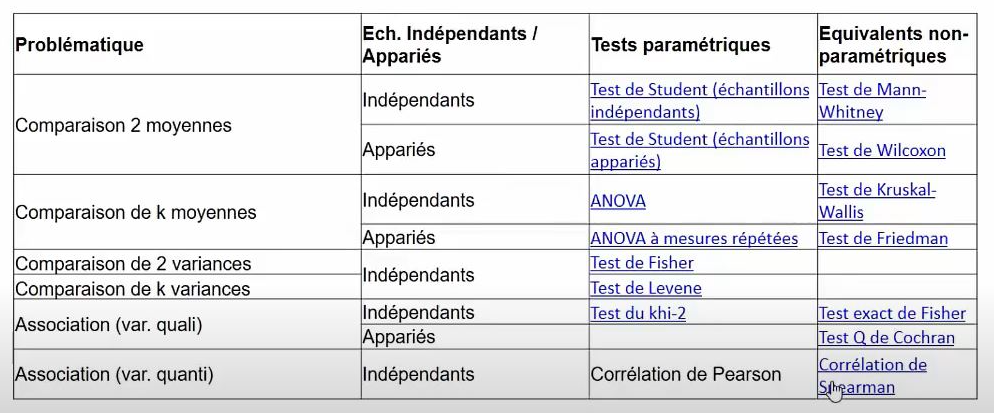 Problématique
Ech. Indépendants /
Appariés
Tests paramétriques
Equivalents non-
paramétriques
Comparaison 2 moyennes
Indépendants
Test de Student (échantillons
indépendants)
Test de Mann-
Whitney
Appariés
Test de Student (échantillons
appariés)
Test de Wilcoxon
Comparaison de k moyennes
Indépendants
ANOVA
Test de Kruskal-
Wallis
Appariés
ANOVA à mesures répétées
Test de Friedman
Comparaison de 2 variances
Indépendants
Test de Fisher
Comparaison de k variances
Test de Levene
Association (var. quali)
Indépendants
Test du khi-2
Test exact de Fisher
Appariés
Test Q de Cochran
Association (var. quanti)
Indépendants
Corrélation de Pearson
Corrélation de
Spearman